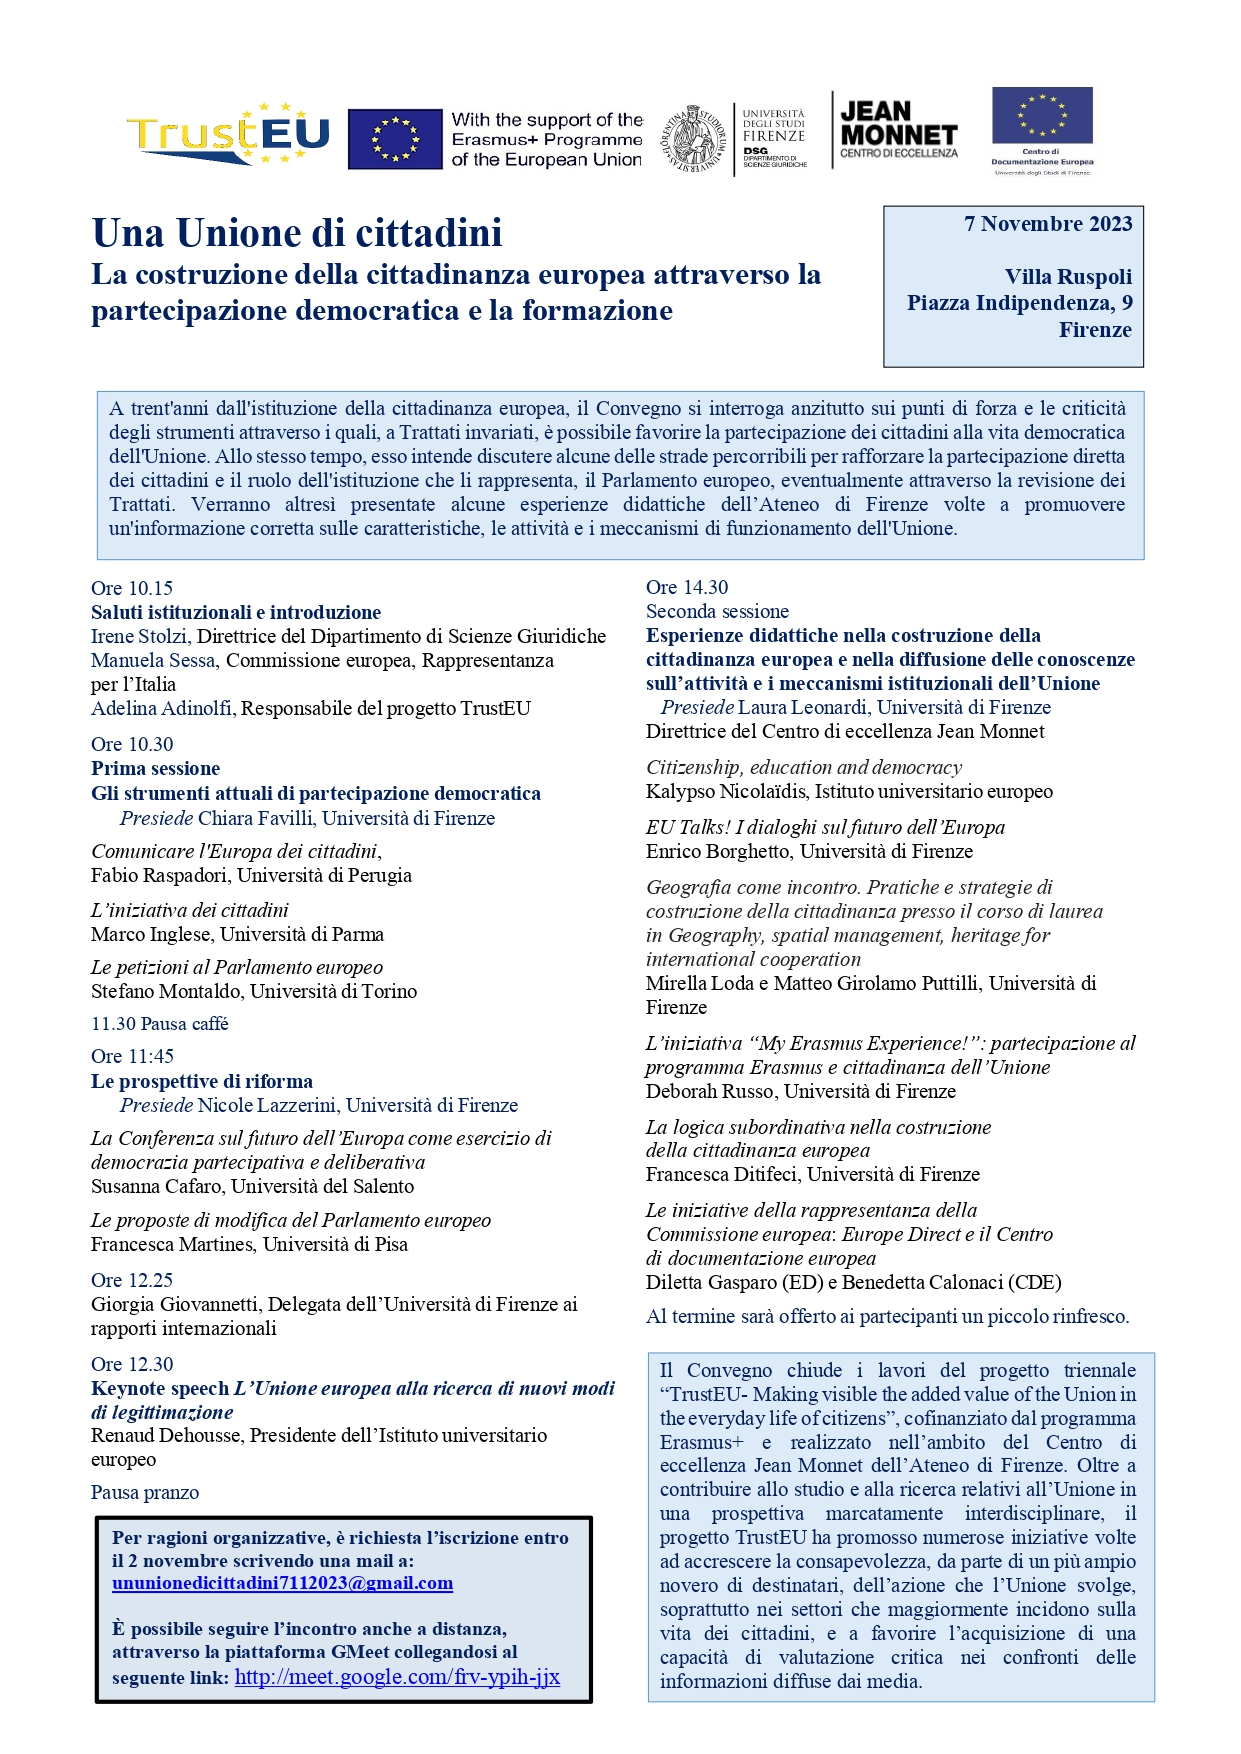 TrustEU
With the support of the
Erasmus+ Programme
of the European Union
FLORENTINA STUDIORUM UNIVERSITAS
UNIVERSITÀ
DEGLI STUDI
FIRENZE
DSG
DIPARTIMENTO DI
SCIENZE GIURIDICHE
JEAN
MONNET
CENTRO DI ECCELLENZA
Centro di
Documentazione Europea
Università degli Studi di Firenze
Una Unione di cittadini
La costruzione della cittadinanza europea attraverso la
partecipazione democratica e la formazione
7 Novembre 2023
Villa Ruspoli
Piazza Indipendenza, 9
Firenze
A trent'anni dall'istituzione della cittadinanza europea, il Convegno si interroga anzitutto sui punti di forza e le criticità
degli strumenti attraverso i quali, a Trattati invariati, è possibile favorire la partecipazione dei cittadini alla vita democratica
dell'Unione. Allo stesso tempo, esso intende discutere alcune delle strade percorribili per rafforzare la partecipazione diretta
dei cittadini e il ruolo dell'istituzione che li rappresenta, il Parlamento europeo, eventualmente attraverso la revisione dei
Trattati. Verranno altresì presentate alcune esperienze didattiche dell’Ateneo di Firenze volte a promuovere
un'informazione corretta sulle caratteristiche, le attività e i meccanismi di funzionamento dell'Unione.
Ore 10.15
Saluti istituzionali e introduzione
Irene Stolzi, Direttrice del Dipartimento di Scienze Giuridiche
Manuela Sessa, Commissione europea, Rappresentanza
per l’Italia
Adelina Adinolfi, Responsabile del progetto TrustEU
Ore 10.30
Prima sessione
Gli strumenti attuali di partecipazione democratica
Presiede Chiara Favilli, Università di Firenze
Comunicare l'Europa dei cittadini,
Fabio Raspadori, Università di Perugia
L’iniziativa dei cittadini
Marco Inglese, Università di Parma
Le petizioni al Parlamento europeo
Stefano Montaldo, Università di Torino
11.30 Pausa caffé
Ore 11:45
Le prospettive di riforma
Presiede Nicole Lazzerini, Università di Firenze
La Conferenza sul futuro dell’Europa come esercizio di
democrazia partecipativa e deliberativa
Susanna Cafaro, Università del Salento
Le proposte di modifica del Parlamento europeo
Francesca Martines, Università di Pisa
Ore 12.25
Giorgia Giovannetti, Delegata dell’Università di Firenze ai
rapporti internazionali
Ore 12.30
Keynote speech L’Unione europea alla ricerca di nuovi modi
di legittimazione
Renaud Dehousse, Presidente dell’Istituto universitario
europeo
Pausa pranzo
Per ragioni organizzative, è richiesta l’iscrizione entro
il 2 novembre scrivendo una mail a:
ununionedicittadini7112023@gmail.com
È possibile seguire l’incontro anche a distanza,
attraverso la piattaforma GMeet collegandosi al
seguente link: http://meet.google.com/frv-ypih-jjx
Ore 14.30
Seconda sessione
Esperienze didattiche nella costruzione della
cittadinanza europea e nella diffusione delle conoscenze
sull’attività e i meccanismi istituzionali dell’Unione
Presiede Laura Leonardi, Università di Firenze
Direttrice del Centro di eccellenza Jean Monnet
Citizenship, education and democracy
Kalypso Nicolaïdis, Istituto universitario europeo
EU Talks! I dialoghi sul futuro dell’Europa
Enrico Borghetto, Università di Firenze
Geografia come incontro. Pratiche e strategie di
costruzione della cittadinanza presso il corso di laurea
in Geography, spatial management, heritage for
international cooperation
Mirella Loda e Matteo Girolamo Puttilli, Università di
Firenze
L’iniziativa “My Erasmus Experience!”: partecipazione al
programma Erasmus e cittadinanza dell’Unione
Deborah Russo, Università di Firenze
La logica subordinativa nella costruzione
della cittadinanza europea
Francesca Ditifeci, Università di Firenze
Le iniziative della rappresentanza della
Commissione europea: Europe Direct e il Centro
di documentazione europea
Diletta Gasparo (ED) e Benedetta Calonaci (CDE)
Al termine sarà offerto ai partecipanti un piccolo rinfresco.
Il Convegno chiude i lavori del progetto triennale
“TrustEU- Making visible the added value of the Union in
the everyday life of citizens”, cofinanziato dal programma
Erasmus+ e realizzato nell’ambito del Centro di
eccellenza Jean Monnet dell’Ateneo di Firenze. Oltre a
contribuire allo studio e alla ricerca relativi all’Unione in
una prospettiva marcatamente interdisciplinare, il
progetto TrustEU ha promosso numerose iniziative volte
ad accrescere la consapevolezza, da parte di un più ampio
novero di destinatari, dell’azione che l’Unione svolge,
soprattutto nei settori che maggiormente incidono sulla
vita dei cittadini, e a favorire l’acquisizione di una
capacità di valutazione critica nei confronti delle
informazioni diffuse dai media.